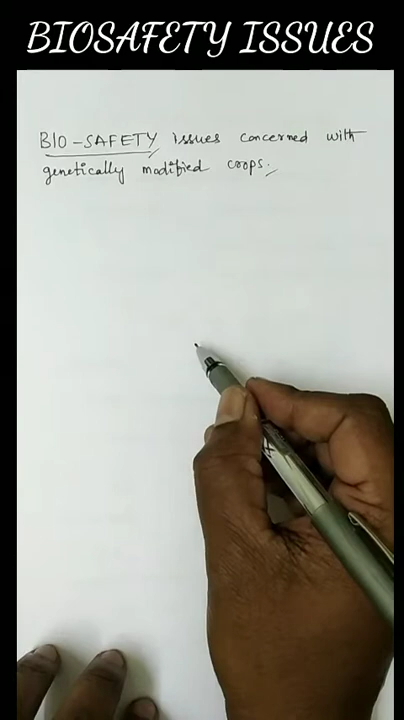 BIOSAFETY ISSUES
BIO-SAFETY issues concerned with
genetically modified crops.